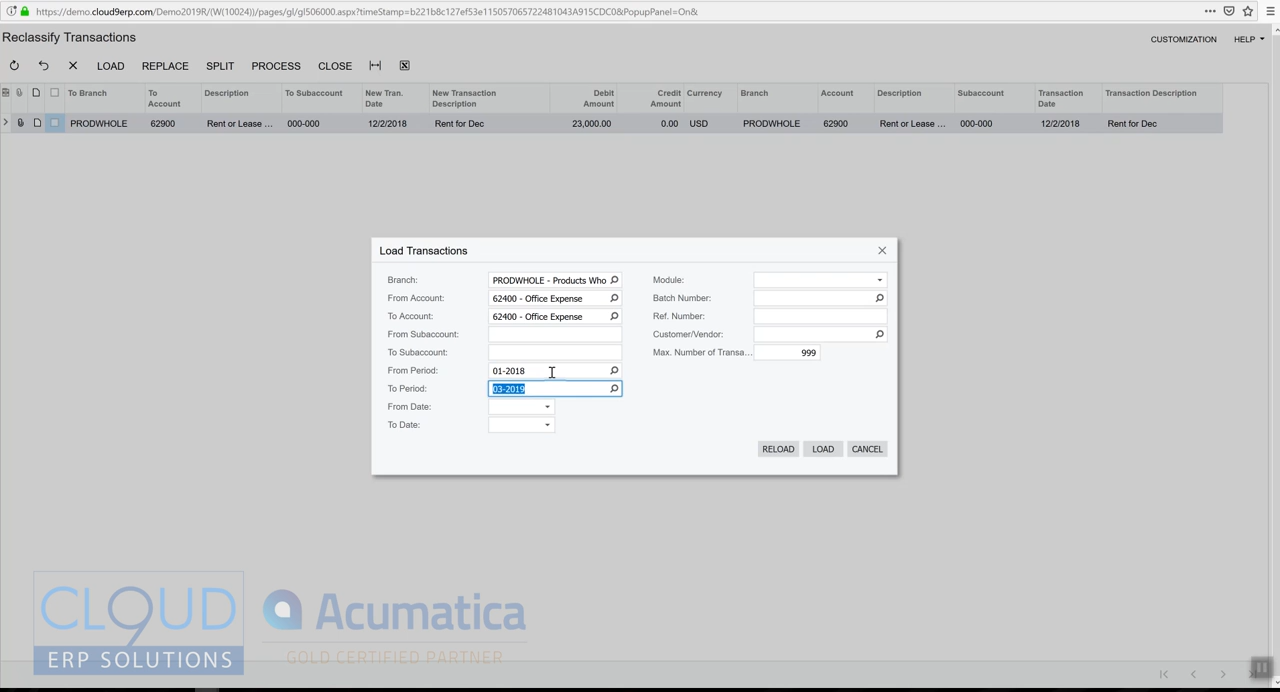 https://demo.cloud9erp.com/Demo2019R/(W(10024))/pages/gl/gl506000.aspx?timeStamp=b221b8c127ef53e115057065722481043A915CDC0&PopupPanel=On&
Reclassify Transactions
CUSTOMIZATION HELP
LOAD REPLACE SPLIT PROCESS CLOSE
To Branch To Account Description To Subaccount New Tran. Date New Transaction Description Debit Amount Credit Amount Currency Branch Account Description Subaccount Transaction Date Transaction Description
PRODWHOLE 62900 Rent or Lease ... 000-000 12/2/2018 Rent for Dec 23,000.00 0.00 USD PRODWHOLE 62900 Rent or Lease ... 000-000 12/2/2018 Rent for Dec
Load Transactions
Branch: PRODWHOLE - Products Who Module:
From Account: 62400 - Office Expense Batch Number:
To Account: 62400 - Office Expense Ref. Number:
From Subaccount: Customer/Vendor:
To Subaccount: Max. Number of Transa... 999
From Period: 01-2018
To Period: 03-2019
From Date:
To Date:
RELOAD LOAD CANCEL
CLOUD9
ERP SOLUTIONS
Acumatica
GOLD CERTIFIED PARTNER